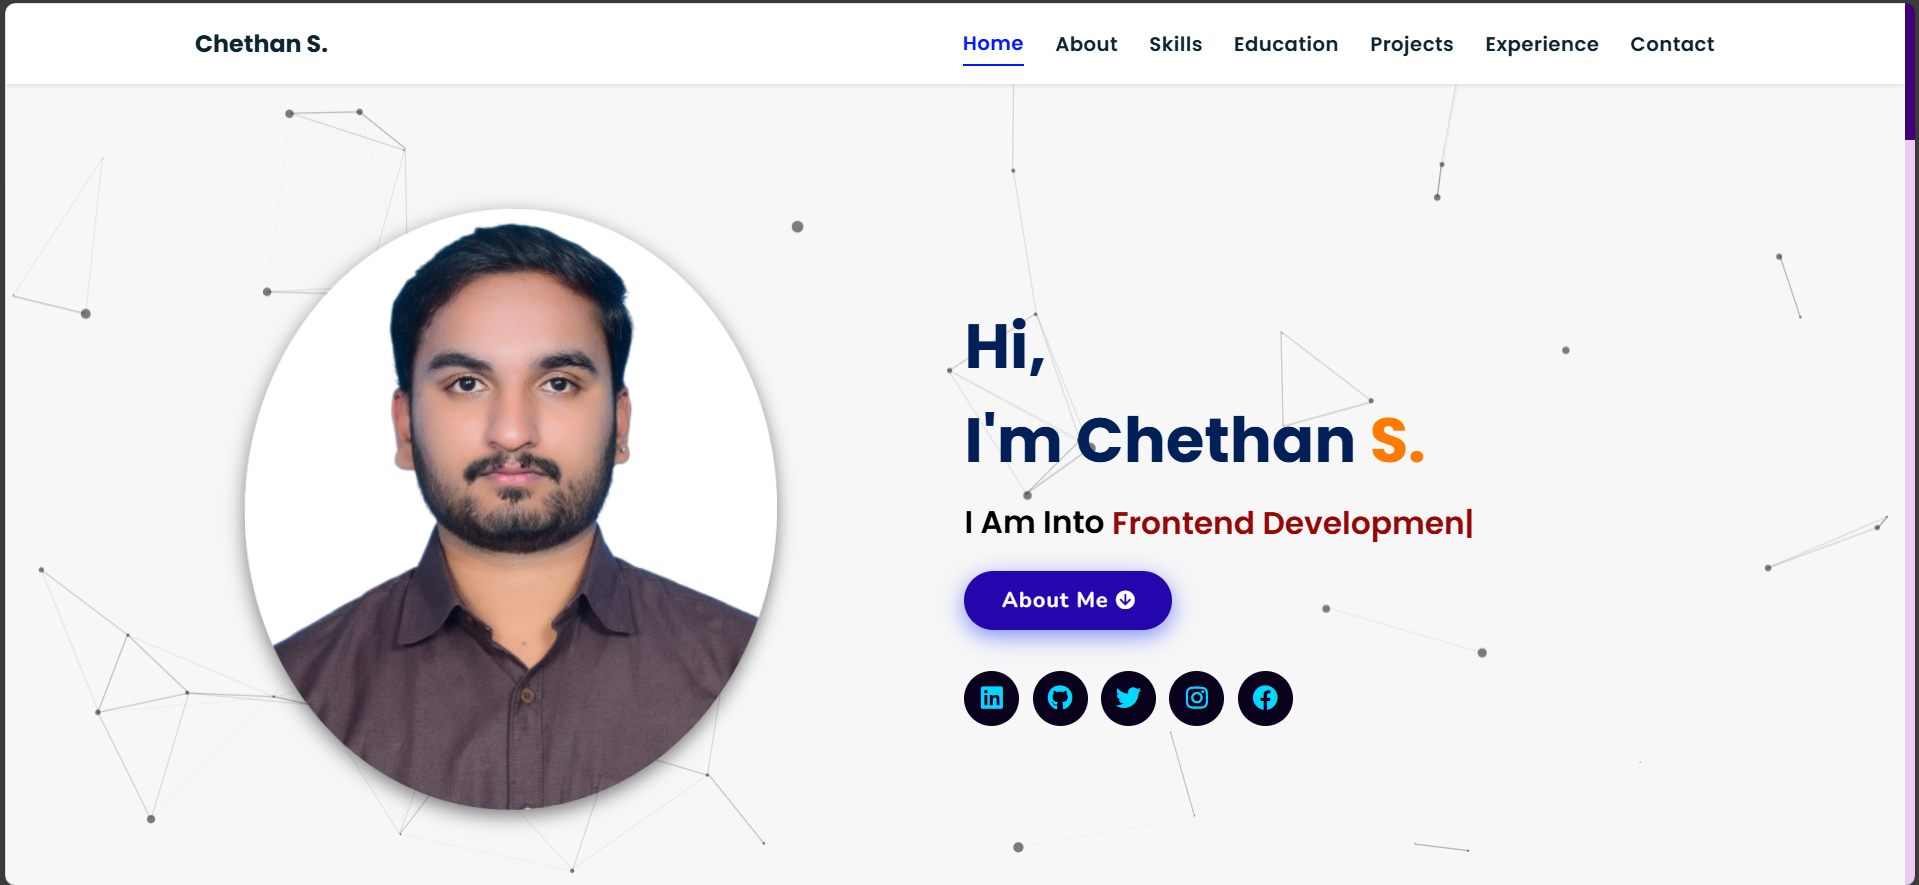 Chethan S.
Home About Skills Education Projects Experience Contact
Hi,
I'm Chethan S.
I Am Into Frontend Developmen|
About Me